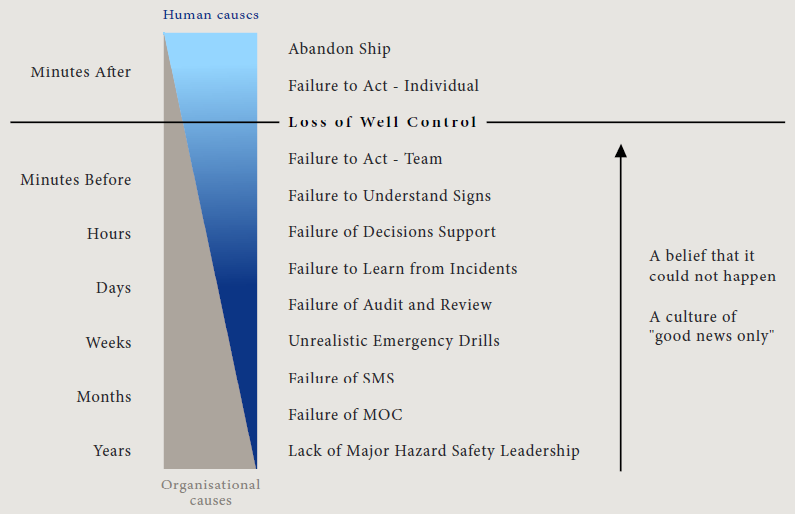 Human causes
Minutes After
Abandon Ship
Failure to Act - Individual
Loss of Well Control
Failure to Act - Team
Minutes Before
Failure to Understand Signs
Hours
Failure of Decisions Support
Failure to Learn from Incidents
Days
Failure of Audit and Review
Weeks
Unrealistic Emergency Drills
Failure of SMS
Months
Failure of MOC
Years
Lack of Major Hazard Safety Leadership
A belief that it
could not happen
A culture of
"good news only"
Organisational
causes